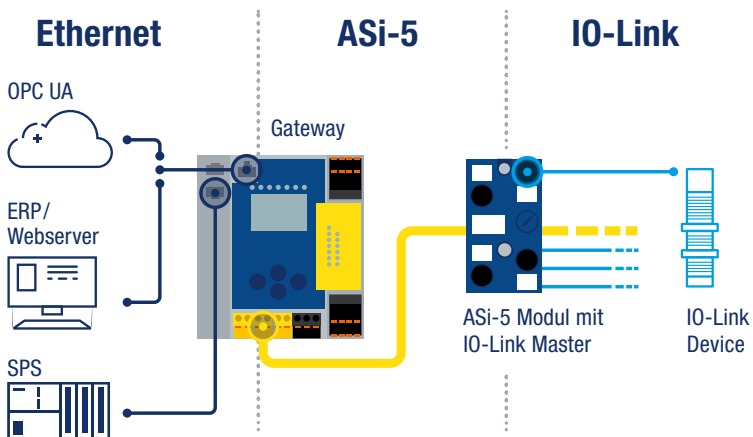 Ethernet
ASi-5
IO-Link
OPC UA
Gateway
ERP/
Webserver
SPS
ASi-5 Modul mit
IO-Link Master
IO-Link
Device